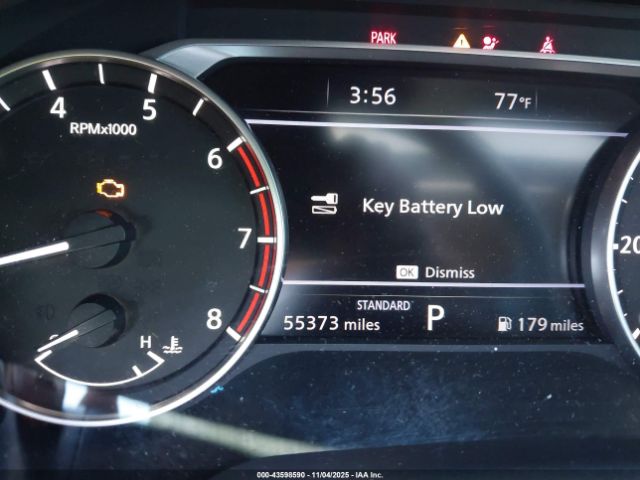 PARK
3:56 77°F
4 5 6 7 8
RPMx1000
Key Battery Low
OK Dismiss
STANDARD
55373 miles P 179 miles
H
20
000-43598590 - 11/04/2025 - IAA Inc.